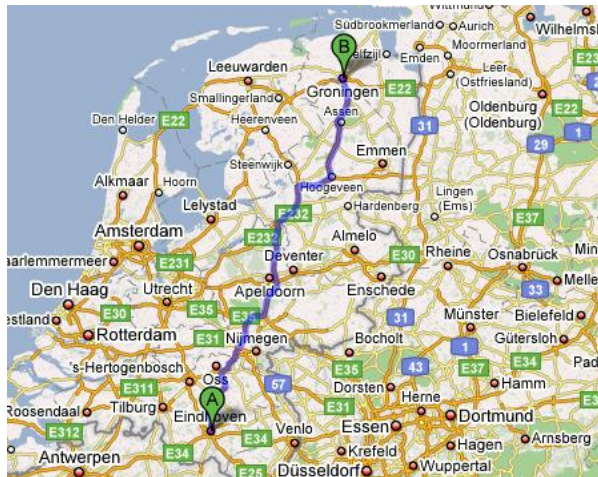 Südbrookmerland
Aurich
Wilhelmsh
B
elfzijl
Emden
Moormerland
Leeuwarden
Leer
(Ostfriesland)
Groningen
E22
Smallingerland
Oldenburg
(Oldenburg)
E22
Den Helder
E22
Heerenveen
Assen
31
1
29
Steenwijk
Emmen
Hoogeveen
Alkmaar
Hoorn
Lelystad
Lingen
(Ems)
Hardenberg
E232
E37
Amsterdam
E232
Almelo
E30
Rheine
Osnabrück
Min
aarlemmermeer
E231
Deventer
Melle
Apeldoorn
Enschede
33
Den Haag
Utrecht
E35
E30
31
Münster
Bielefeld
estland
Rotterdam
E31
E35
Nijmegen
Bocholt
1
Gütersloh
E34
's-Hertogenbosch
Oss
E35
43
E37
Pad
E311
A
57
Dorsten
Hamm
Roosendaal
Tilburg
Eindhoven
E31
Herne
Dortmund
E312
E34
E34
Venlo
Essen
Hagen
Arnsberg
Antwerpen
E25
Krefeld
Düsseldorf
Wuppertal